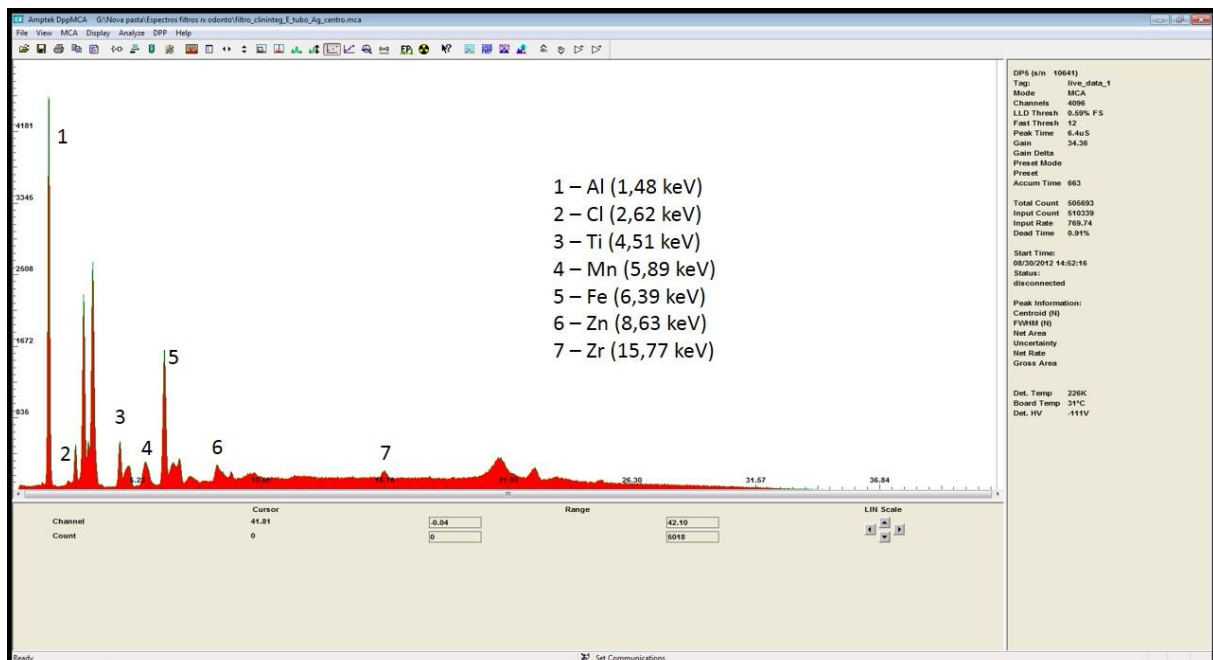 Amptek DppMCA G:\Nova pasta\Espectros filtros rx odonto\filtro_clininteg_E_tubo_Ag_centro.mca
File View MCA Display Analyze DPP Help
4181
3345
2508
1672
835
1
2
3
4
5
6
7
1 – Al (1,48 keV)
2 – Cl (2,62 keV)
3 – Ti (4,51 keV)
4 – Mn (5,89 keV)
5 – Fe (6,39 keV)
6 – Zn (8,63 keV)
7 – Zr (15,77 keV)
26.30 31.57 36.84
DP5 (s/n 10641)
Tag: live_data_1
Mode MCA
Channels 4096
LLD Thresh 0.59% FS
Fast Thresh 12
Peak Time 6.4uS
Gain 34.36
Gain Delta
Preset Mode
Preset
Accum Time 663
Total Count 505693
Input Count 510339
Input Rate 769.74
Dead Time 0.91%
Start Time:
08/30/2012 14:52:16
Status:
disconnected
Peak Information:
Centroid (N)
FWHM (N)
Net Area
Uncertainty
Net Rate
Gross Area
Det. Temp 226K
Board Temp 31°C
Det. HV -111V
Cursor Range LIN Scale
Channel 41.81 -0.04 42.10
Count 0 0 5018
Ready Set Communications